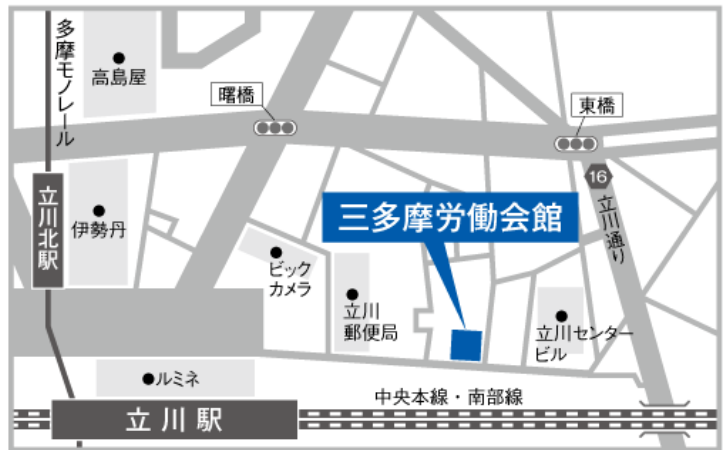 多摩モノレール
高島屋
曙橋
東橋
16
立川通り
立川北駅
伊勢丹
三多摩労働会館
ビック
カメラ
立川
郵便局
立川センター
ビル
ルミネ
中央本線・南部線
立川駅